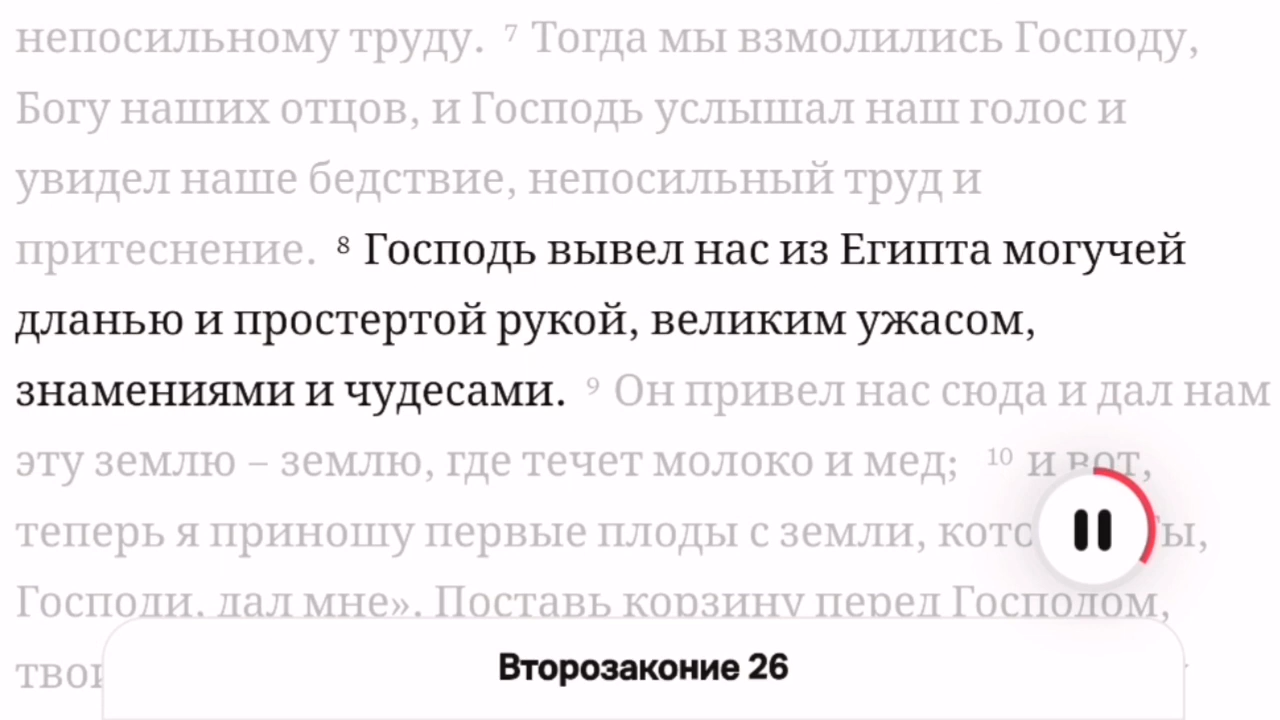 непосильному труду. 7 Тогда мы взмолились Господу,
Богу наших отцов, и Господь услышал наш голос и
увидел наше бедствие, непосильный труд и
притеснение. 8 Господь вывел нас из Египта могучей
дланью и простертой рукой, великим ужасом,
знамениями и чудесами. 9 Он привел нас сюда и дал нам
эту землю – землю, где течет молоко и мед; 10 и вот,
теперь я приношу первые плоды с земли,
Господи, дал мне». Поставь корзину перед Господом,
Второзаконие 26